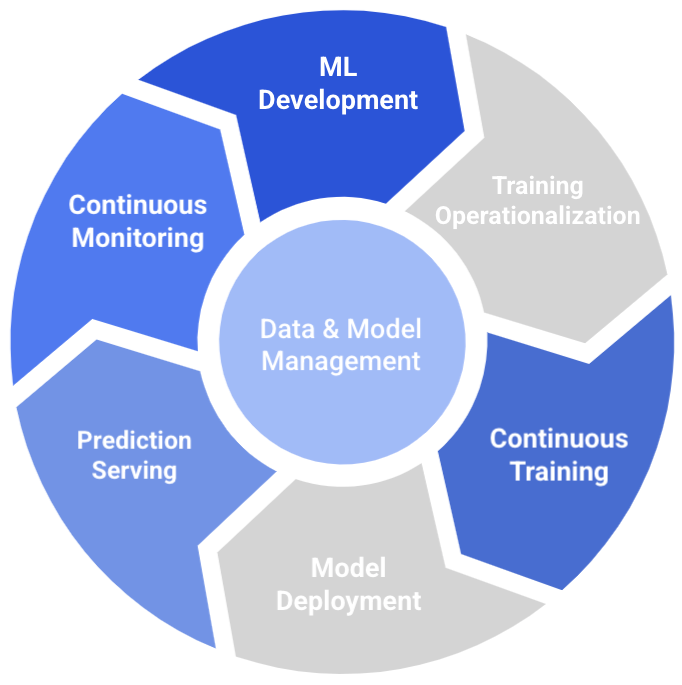 ML
Development
Training
Operationalization
Continuous
Training
Model
Deployment
Prediction
Serving
Continuous
Monitoring
Data & Model
Management